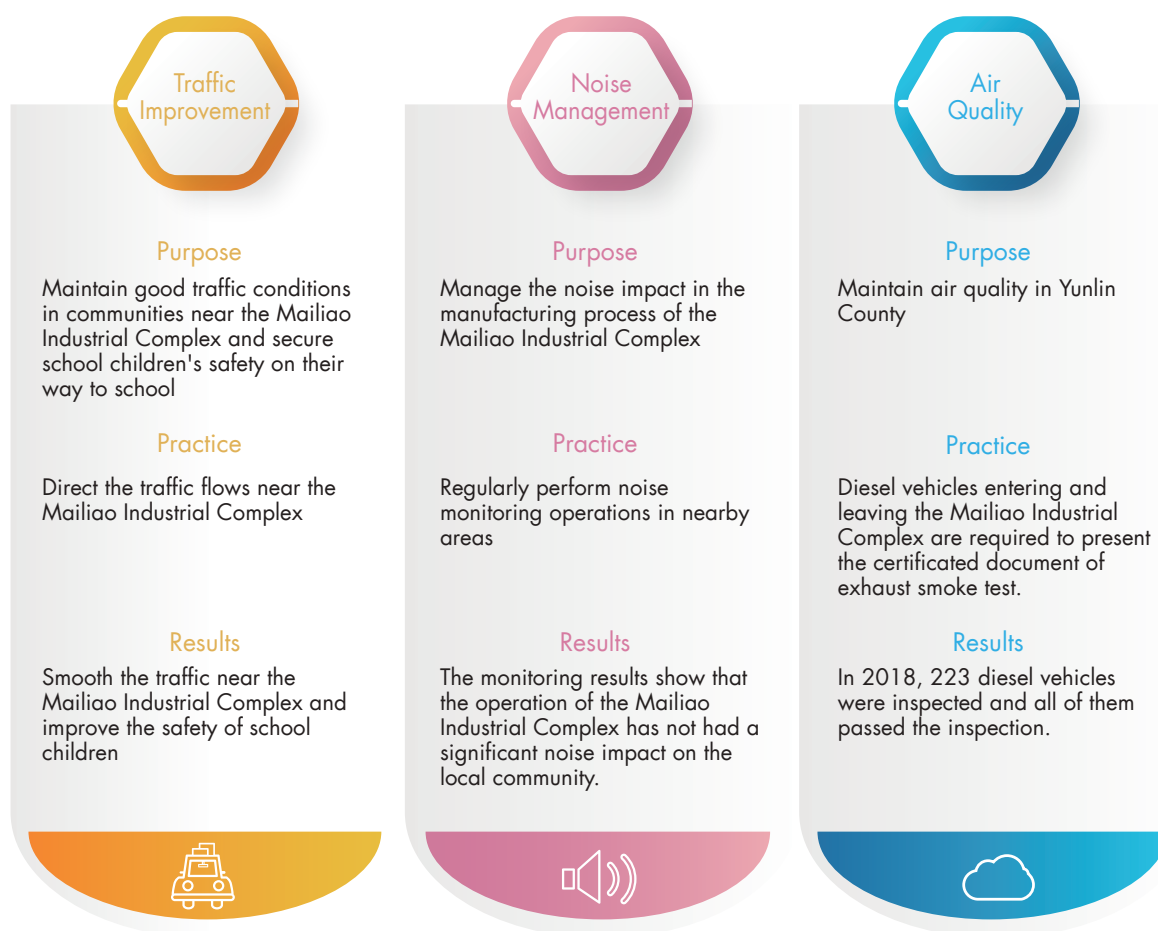 Traffic
Improvement
Purpose
Maintain good traffic conditions
in communities near the Mailiao
Industrial Complex and secure
school children's safety on their
way to school
Practice
Direct the traffic flows near the
Mailiao Industrial Complex
Results
Smooth the traffic near the
Mailiao Industrial Complex and
improve the safety of school
children
Noise
Management
Purpose
Manage the noise impact in the
manufacturing process of the
Mailiao Industrial Complex
Practice
Regularly perform noise
monitoring operations in nearby
areas
Results
The monitoring results show that
the operation of the Mailiao
Industrial Complex has not had a
significant noise impact on the
local community.
Air
Quality
Purpose
Maintain air quality in Yunlin
County
Practice
Diesel vehicles entering and
leaving the Mailiao Industrial
Complex are required to present
the certificated document of
exhaust smoke test.
Results
In 2018, 223 diesel vehicles
were inspected and all of them
passed the inspection.